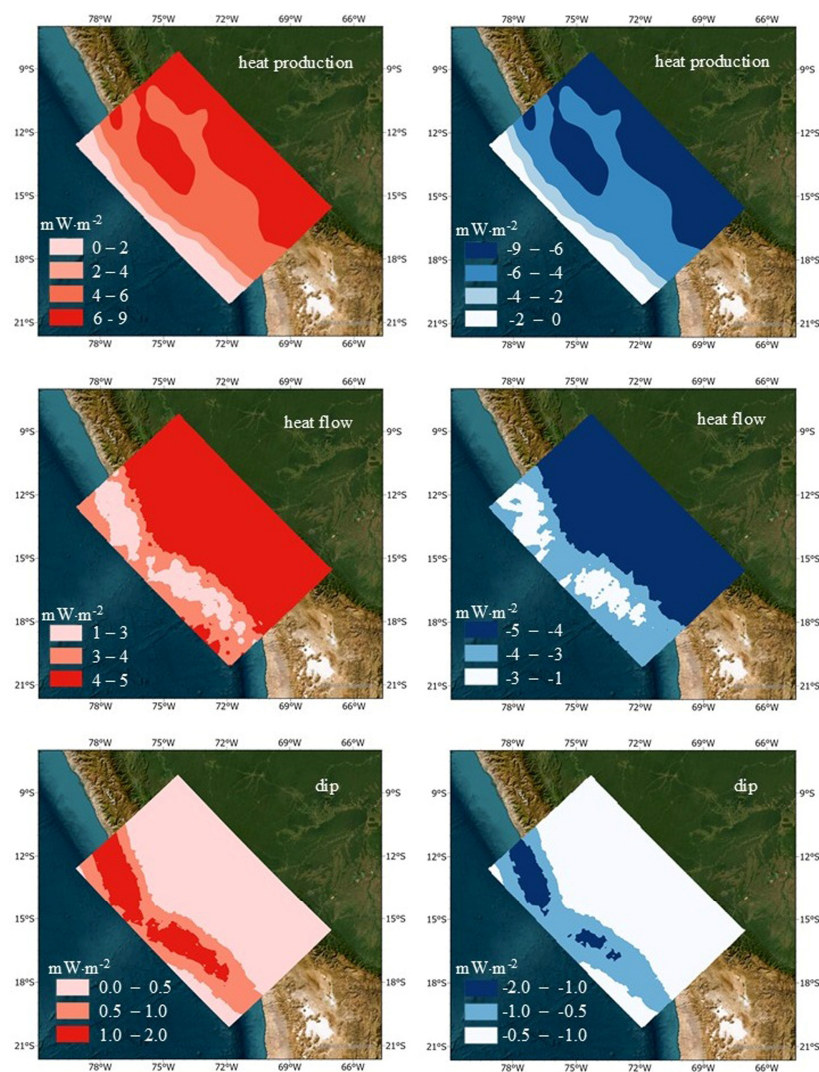 78°W 75°W 72°W 69°W 66°W
78°W 75°W 72°W 69°W 66°W
9°S 9°S 9°S 9°S
heat production
heat production
12°S 12°S 12°S 12°S
15°S 15°S 15°S 15°S
mW·m-2
0 – 2
2 – 4
4 – 6
6 - 9
mW·m-2
-9 – -6
-6 – -4
-4 – -2
-2 – 0
18°S 18°S 18°S 18°S
21°S 21°S 21°S 21°S
78°W 75°W 72°W 69°W 66°W
78°W 75°W 72°W 69°W 66°W
78°W 75°W 72°W 69°W 66°W
78°W 75°W 72°W 69°W 66°W
heat flow
heat flow
9°S 9°S 9°S 9°S
12°S 12°S 12°S 12°S
15°S 15°S 15°S 15°S
mW·m-2
1 – 3
3 – 4
4 – 5
mW·m-2
-5 – -4
-4 – -3
-3 – -1
18°S 18°S 18°S 18°S
21°S 21°S 21°S 21°S
78°W 75°W 72°W 69°W 66°W
78°W 75°W 72°W 69°W 66°W
78°W 75°W 72°W 69°W 66°W
78°W 75°W 72°W 69°W 66°W
dip
dip
9°S 9°S 9°S 9°S
12°S 12°S 12°S 12°S
15°S 15°S 15°S 15°S
mW·m-2
0.0 – 0.5
0.5 – 1.0
1.0 – 2.0
mW·m-2
-2.0 – -1.0
-1.0 – -0.5
-0.5 – -1.0
18°S 18°S 18°S 18°S
21°S 21°S 21°S 21°S
78°W 75°W 72°W 69°W 66°W
78°W 75°W 72°W 69°W 66°W